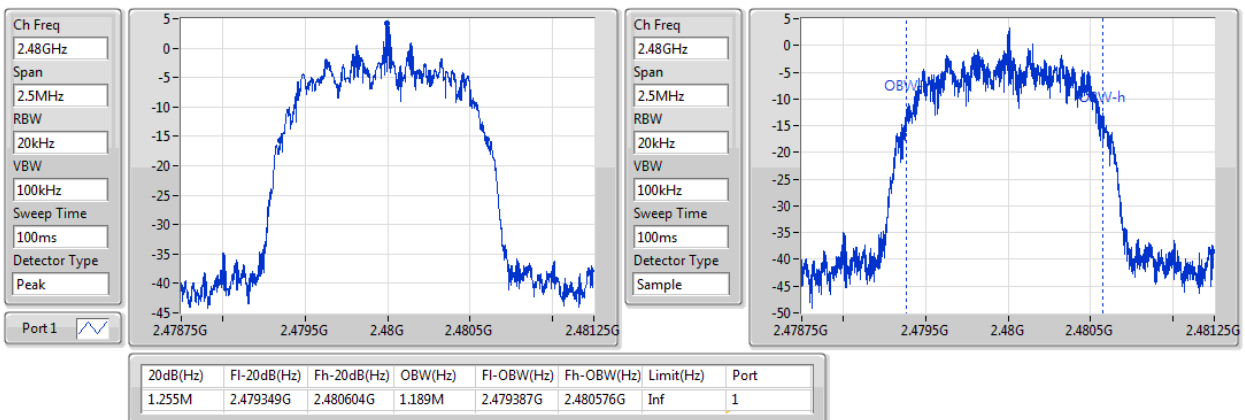 Ch Freq
2.48GHz
Span
2.5MHz
RBW
20kHz
VBW
100kHz
Sweep Time
100ms
Detector Type
Peak
Port 1
5
0
-5
-10
-15
-20
-25
-30
-35
-40
-45
2.47875G 2.4795G 2.48G 2.4805G 2.48125G
Ch Freq
2.48GHz
Span
2.5MHz
RBW
20kHz
VBW
100kHz
Sweep Time
100ms
Detector Type
Sample
5
0
-5
-10
-15
-20
-25
-30
-35
-40
-45
-50
2.47875G 2.4795G 2.48G 2.4805G 2.48125G
20dB(Hz) Fl-20dB(Hz) Fh-20dB(Hz) OBW(Hz) Fl-OBW(Hz) Fh-OBW(Hz) Limit(Hz) Port
1.255M 2.479349G 2.480604G 1.189M 2.479387G 2.480576G Inf 1